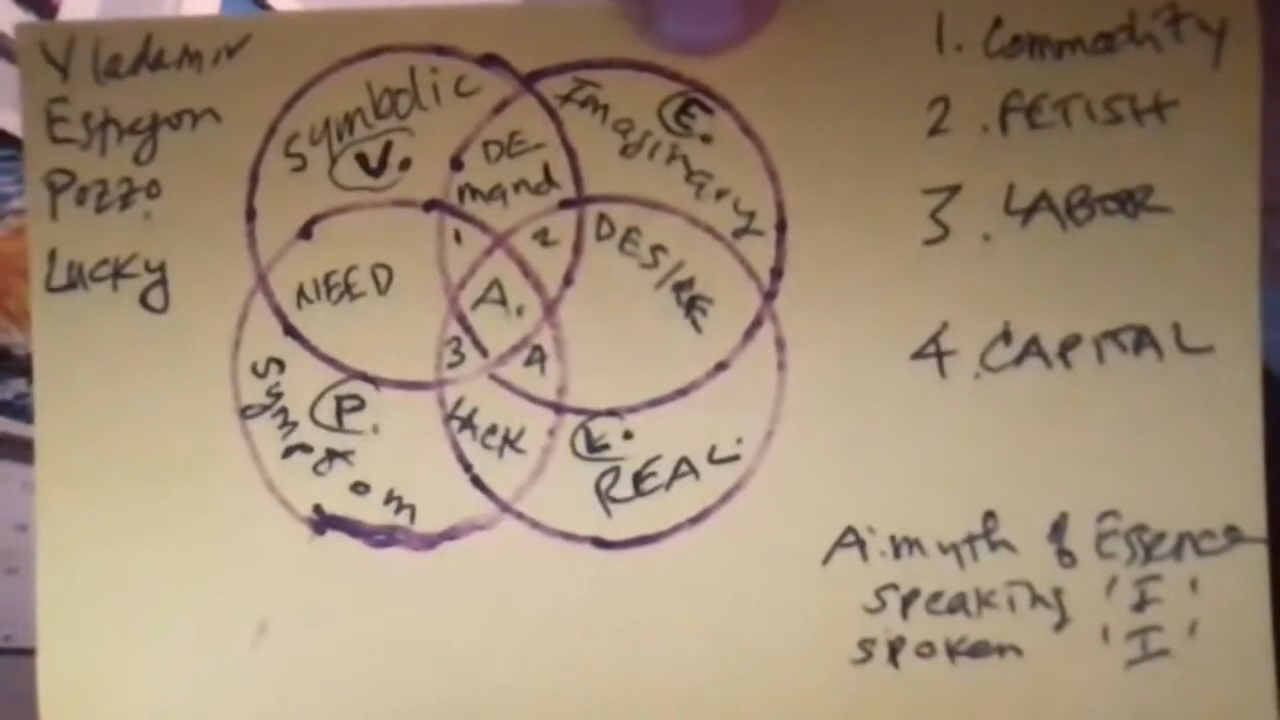 Vlademir
Estragon
Pozzo
Lucky
Symbolic
V.
DE
mand
Imaginary
E.
1
2
DESIRE
NEED
A.
3
4
Symptom
P.
LACK
L.
REAL.
1. Commodity
2. FETISH
3. LABOR
4. CAPITAL
A: myth of Essence
speaking 'I'
spoken 'I'